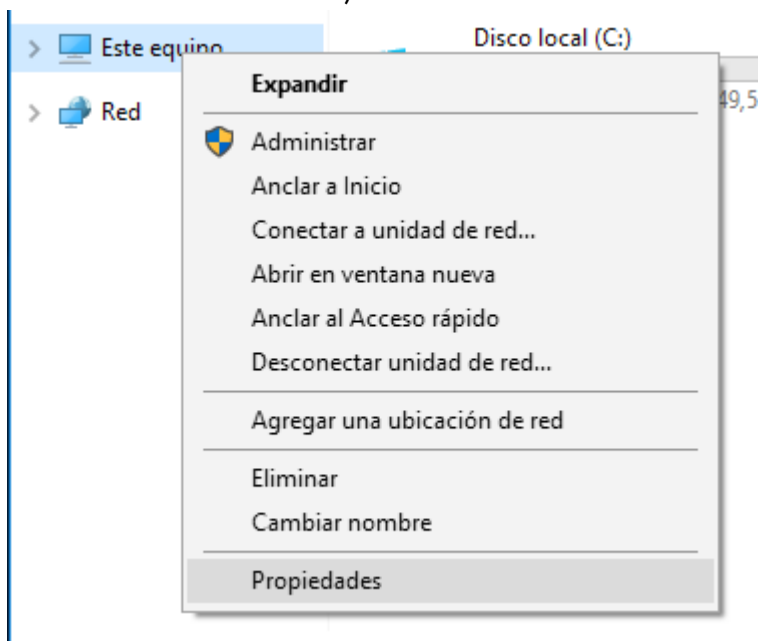 Este equipo
Red
Disco local (C:)
49,5
Expandir
Administrar
Anclar a Inicio
Conectar a unidad de red...
Abrir en ventana nueva
Anclar al Acceso rápido
Desconectar unidad de red...
Agregar una ubicación de red
Eliminar
Cambiar nombre
Propiedades